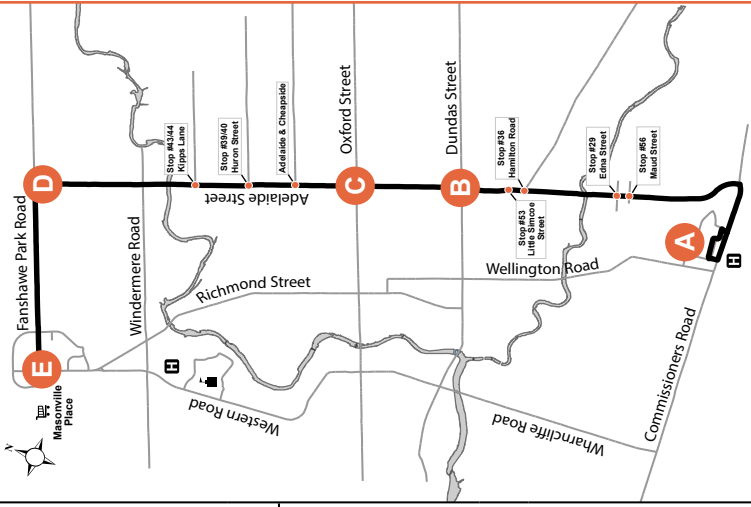 N
Masonville
Place
E
Fanshawe Park Road
D
Windermere Road
Stop #43/44
Kipps Lane
Stop #39/40
Huron Street
Adelaide & Cheapside
Adelaide Street
Richmond Street
H
Western Road
Oxford Street
C
Dundas Street
B
Stop #36
Hamilton Road
Stop #53
Little Simcoe
Street
Stop #29
Edna Street
Stop #56
Maud Street
Wellington Road
A
H
Wharncliffe Road
Commissioners Road